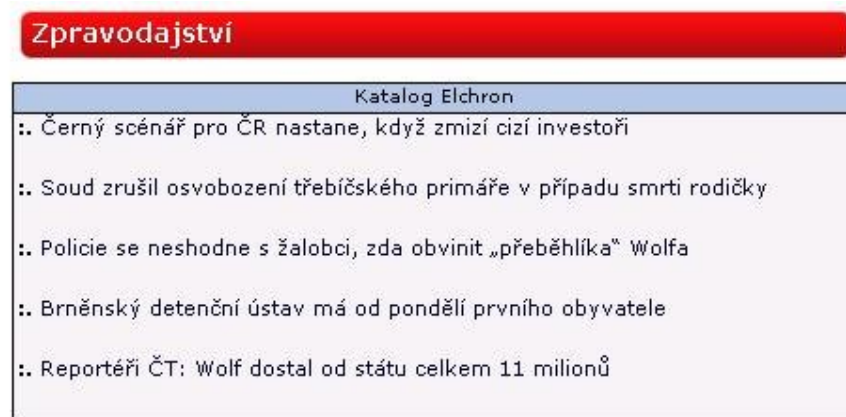 Zpravodajství
Katalog Elchron
:. Černý scénář pro ČR nastane, když zmizí cizí investoři
:. Soud zrušil osvobození třebíčského primáře v případu smrti rodičky
:. Policie se neshodne s žalobci, zda obvinit „přeběhlíka“ Wolfa
:. Brněnský detenční ústav má od pondělí prvního obyvatele
:. Reportéři ČT: Wolf dostal od státu celkem 11 milionů